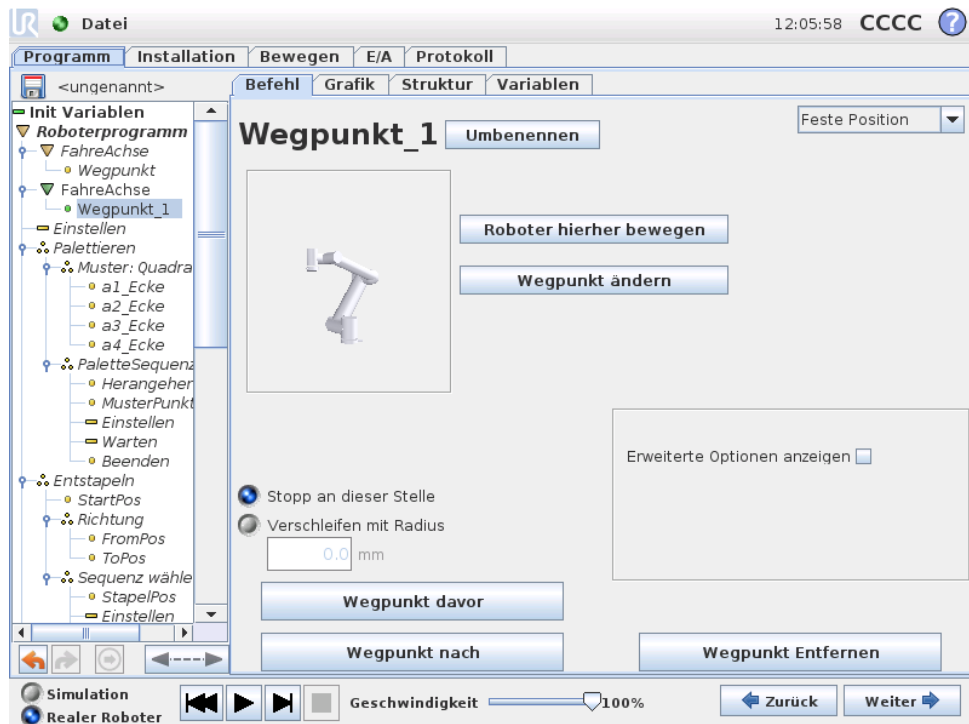 UR Datei 12:05:58 CCCC ?
Programm Installation Bewegen E/A Protokoll
<ungenannt>
Befehl Grafik Struktur Variablen
Init Variablen
Roboterprogramm
FahreAchse
Wegpunkt
FahreAchse
Wegpunkt_1
Einstellen
Palettieren
Muster: Quadra
a1_Ecke
a2_Ecke
a3_Ecke
a4_Ecke
PaletteSequenz
Herangehen
MusterPunkt
Einstellen
Warten
Beenden
Entstapeln
StartPos
Richtung
FromPos
ToPos
Sequenz wähle
StapelPos
Einstellen
Wegpunkt_1 Umbenennen Feste Position
Roboter hierher bewegen
Wegpunkt ändern
Erweiterte Optionen anzeigen
Stopp an dieser Stelle
Verschleifen mit Radius
0.0 mm
Wegpunkt davor
Wegpunkt nach Wegpunkt Entfernen
Simulation
Realer Roboter
Geschwindigkeit 100% Zurück Weiter